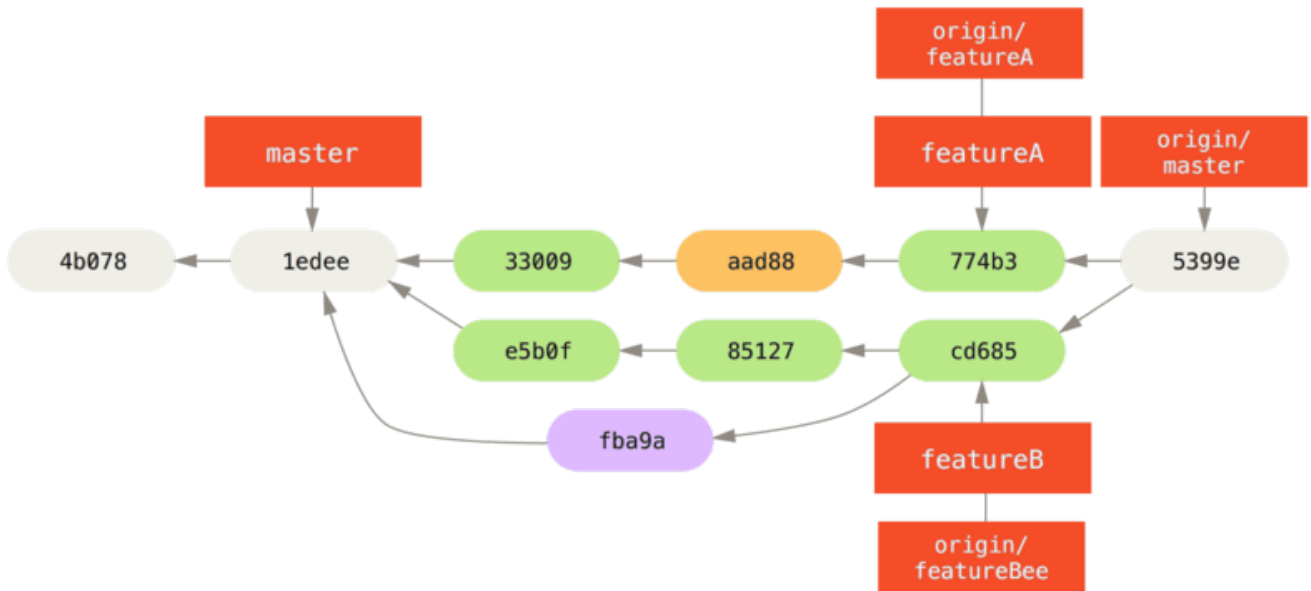 origin/
featureA
master
featureA
origin/
master
4b078
1edee
33009
aad88
774b3
5399e
e5b0f
85127
cd685
fba9a
featureB
origin/
featureBee